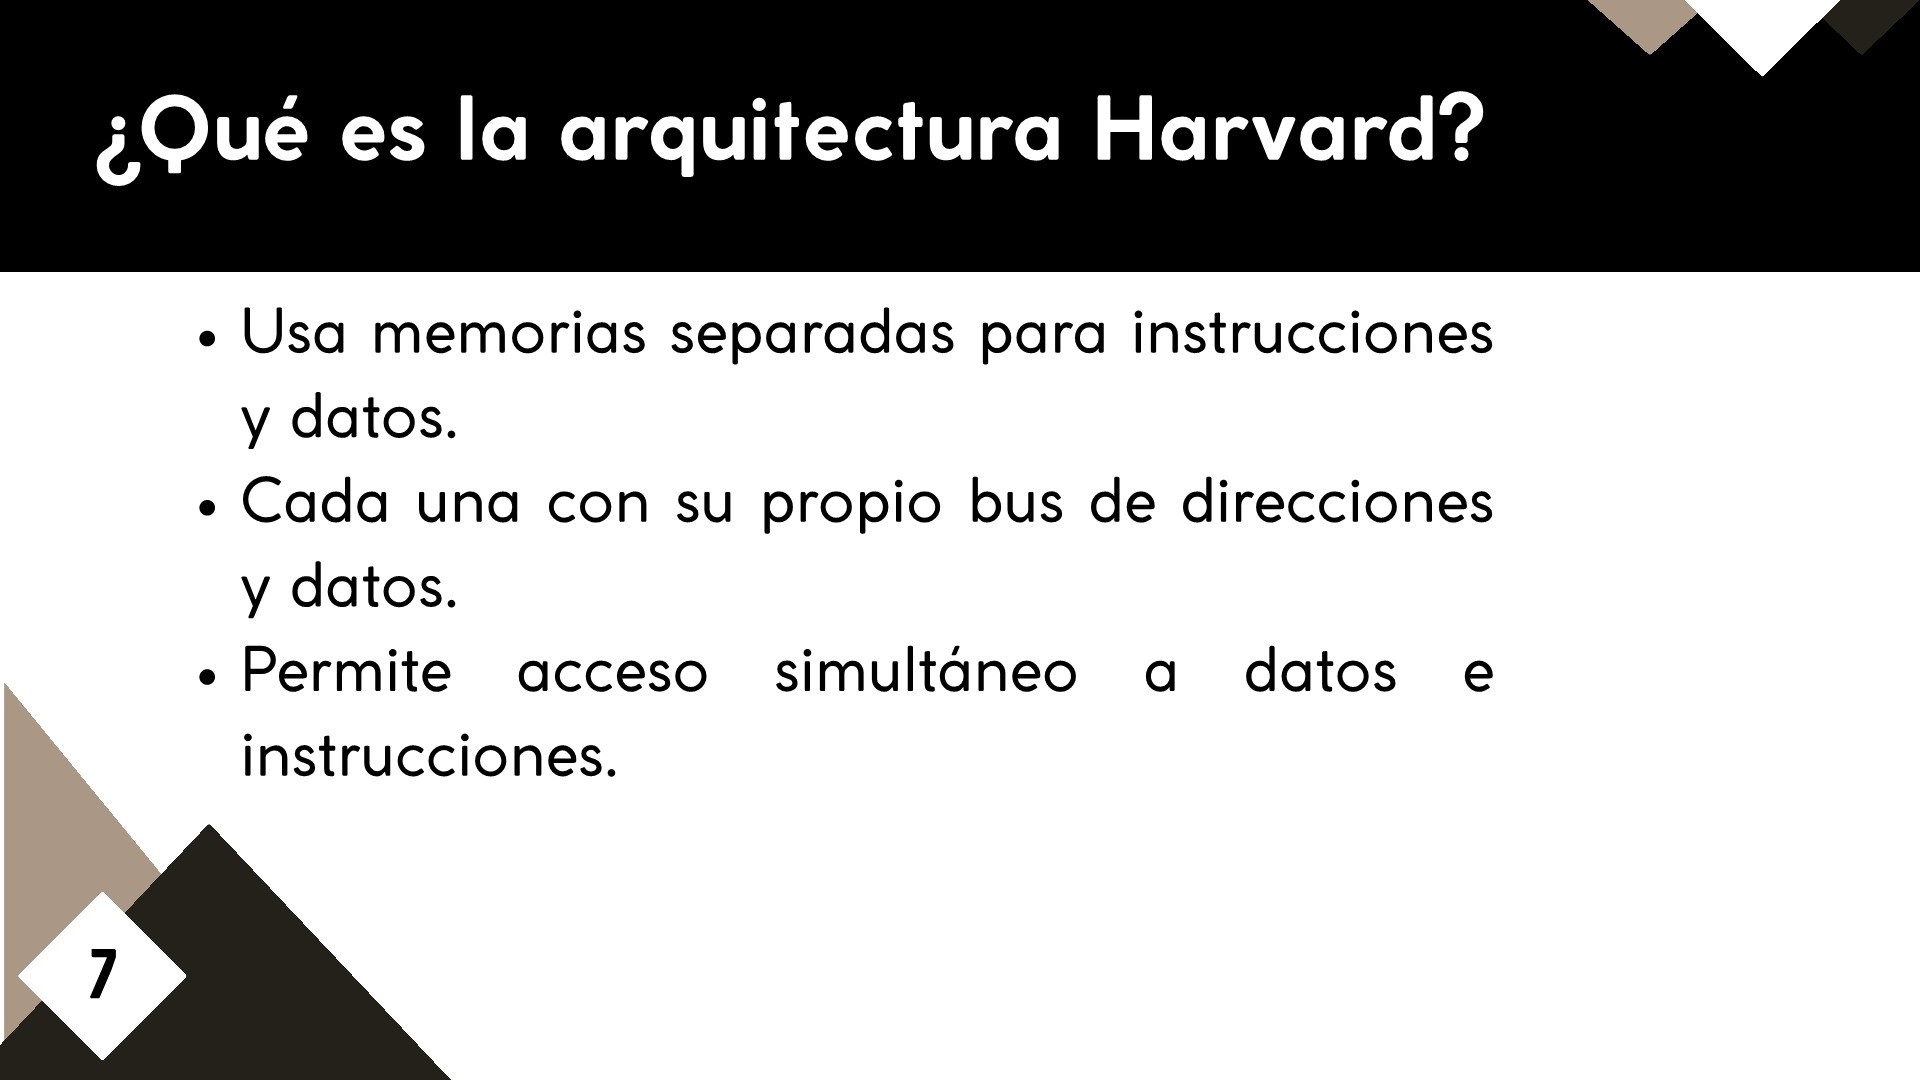 ¿Qué es la arquitectura Harvard?
• Usa memorias separadas para instrucciones
y datos.
• Cada una con su propio bus de direcciones
y datos.
• Permite acceso simultáneo a datos e
instrucciones.
7